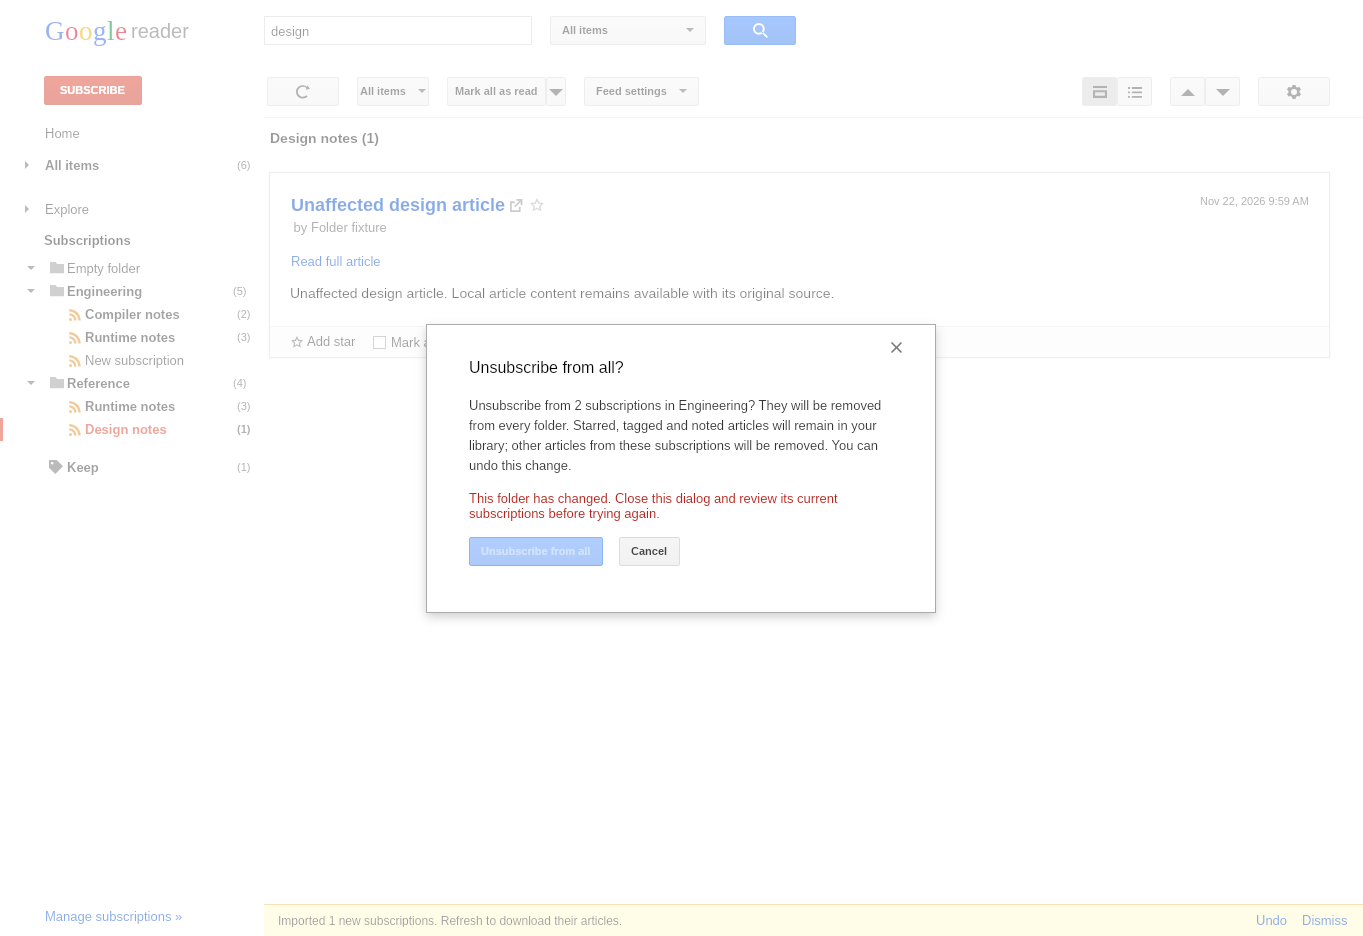 Google reader
design
All items
SUBSCRIBE
All items
Mark all as read
Feed settings
Home
All items (6)
Explore
Subscriptions
Empty folder
Engineering (5)
Compiler notes (2)
Runtime notes (3)
New subscription
Reference (4)
Runtime notes (3)
Design notes (1)
Keep (1)
Manage subscriptions »
Design notes (1)
Unaffected design article
Nov 22, 2026 9:59 AM
by Folder fixture
Read full article
Unaffected design article. Local article content remains available with its original source.
Add star
Mark
Unsubscribe from all?
Unsubscribe from 2 subscriptions in Engineering? They will be removed
from every folder. Starred, tagged and noted articles will remain in your
library; other articles from these subscriptions will be removed. You can
undo this change.
This folder has changed. Close this dialog and review its current
subscriptions before trying again.
Unsubscribe from all
Cancel
Imported 1 new subscriptions. Refresh to download their articles.
Undo
Dismiss